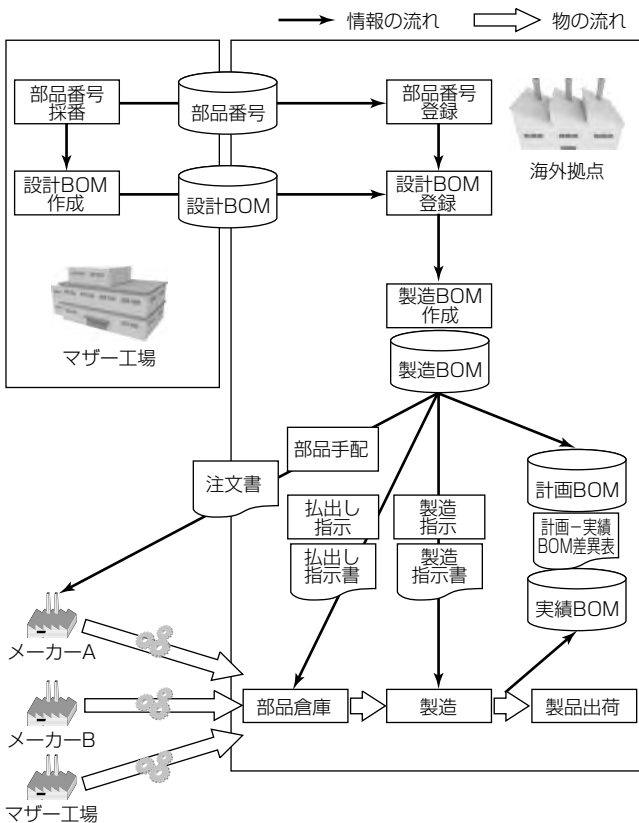 情報の流れ
物の流れ
部品番号
採番
部品番号
部品番号
登録
海外拠点
設計BOM
作成
設計BOM
設計BOM
登録
マザー工場
製造BOM
作成
製造BOM
部品手配
注文書
払出し
指示
払出し
指示書
製造
指示
製造
指示書
計画BOM
計画－実績
BOM差異表
実績BOM
メーカーA
メーカーB
マザー工場
部品倉庫
製造
製品出荷